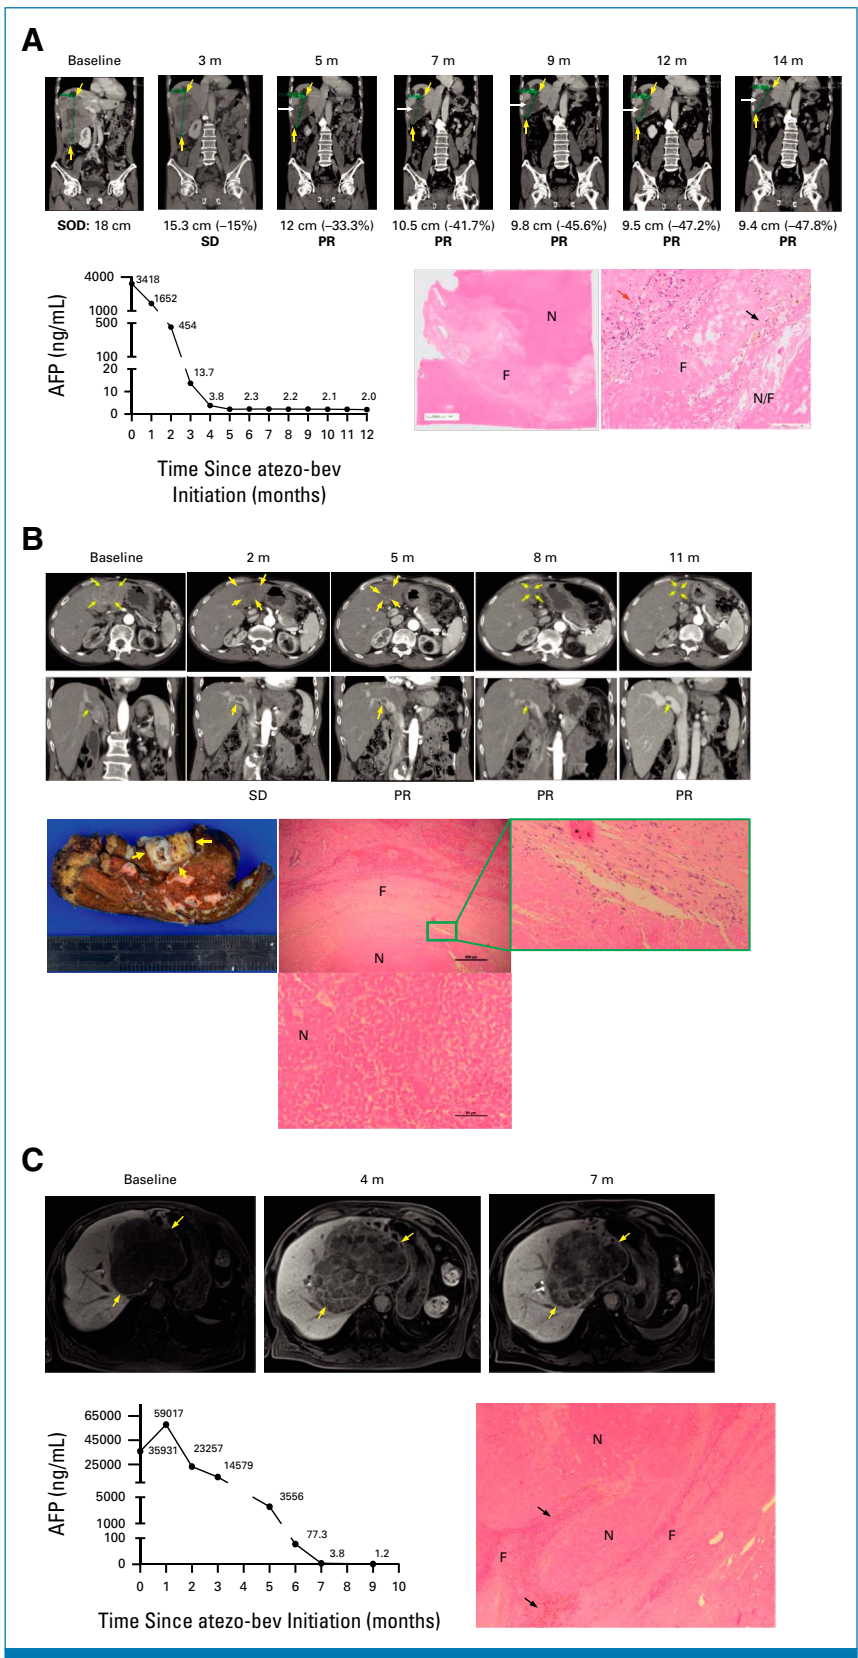 A
Baseline
3 m
5 m
7 m
9 m
12 m
14 m
SOD: 18 cm
15.3 cm (–15%)
SD
12 cm (–33.3%)
PR
10.5 cm (-41.7%)
PR
9.8 cm (-45.6%)
PR
9.5 cm (–47.2%)
PR
9.4 cm (–47.8%)
PR
AFP (ng/mL)
4000
1000
500
100
20
10
0
3418
1652
454
13.7
3.8
2.3
2.2
2.1
2.0
0 1 2 3 4 5 6 7 8 9 10 11 12
Time Since atezo-bev
Initiation (months)
N
F
F
N/F
B
Baseline
2 m
5 m
8 m
11 m
SD
PR
PR
PR
F
N
N
C
Baseline
4 m
7 m
AFP (ng/mL)
65000
45000
25000
5000
1000
100
0
59017
35931
23257
14579
3556
77.3
3.8
1.2
0 1 2 3 4 5 6 7 8 9 10
Time Since atezo-bev Initiation (months)
N
N
F
F